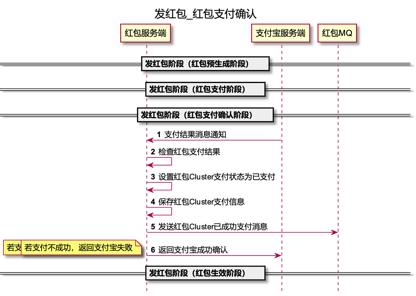 发红包_红包支付确认
红包服务端
支付宝服务端
红包MQ
发红包阶段（红包预生成阶段）
发红包阶段（红包支付阶段）
发红包阶段（红包支付确认阶段）
1 支付结果消息通知
2 检查红包支付结果
3 设置红包Cluster支付状态为已支付
4 保存红包Cluster支付信息
5 发送红包Cluster已成功支付消息
若支
若支付不成功，返回支付宝失败
6 返回支付宝成功确认
发红包阶段（红包生效阶段）